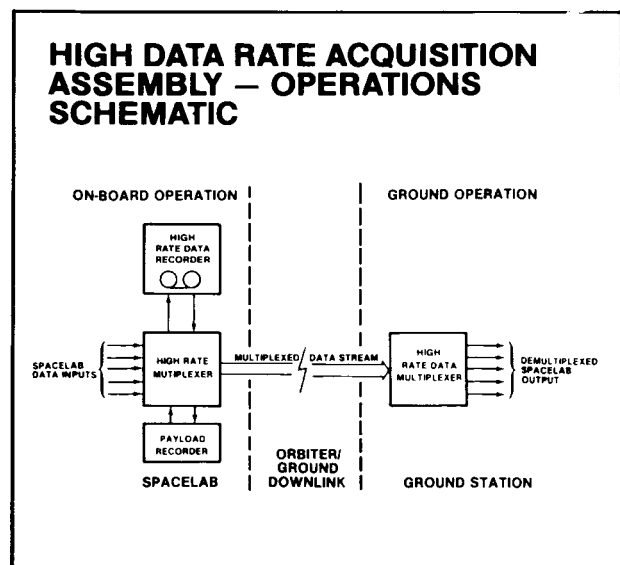 HIGH DATA RATE ACQUISITION
ASSEMBLY — OPERATIONS
SCHEMATIC
ON-BOARD OPERATION
GROUND OPERATION
HIGH
RATE DATA
RECORDER
SPACELAB
DATA INPUTS
HIGH RATE
MUTIPLEXER
MULTIPLEXED
DATA STREAM
HIGH
RATE DATA
MULTIPLEXER
DEMULTIPLEXED
SPACELAB
OUTPUT
PAYLOAD
RECORDER
SPACELAB
ORBITER/
GROUND
DOWNLINK
GROUND STATION